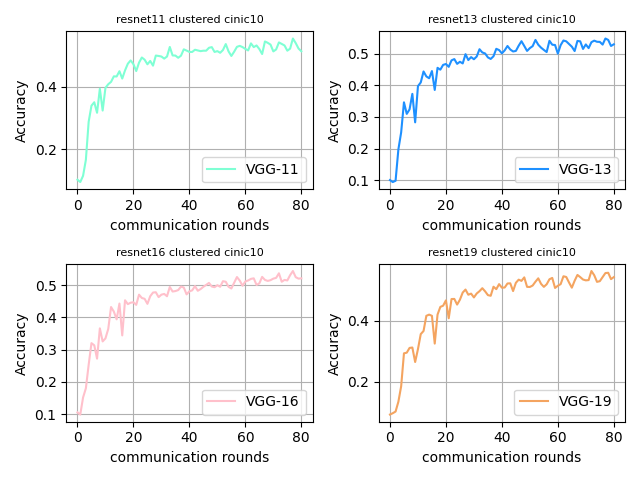 resnet11 clustered cinic10
Accuracy
0.4
0.2
0 20 40 60 80
communication rounds
VGG-11
resnet13 clustered cinic10
Accuracy
0.5
0.4
0.3
0.2
0.1
0 20 40 60 80
communication rounds
VGG-13
resnet16 clustered cinic10
Accuracy
0.5
0.4
0.3
0.2
0.1
0 20 40 60 80
communication rounds
VGG-16
resnet19 clustered cinic10
Accuracy
0.4
0.2
0 20 40 60 80
communication rounds
VGG-19